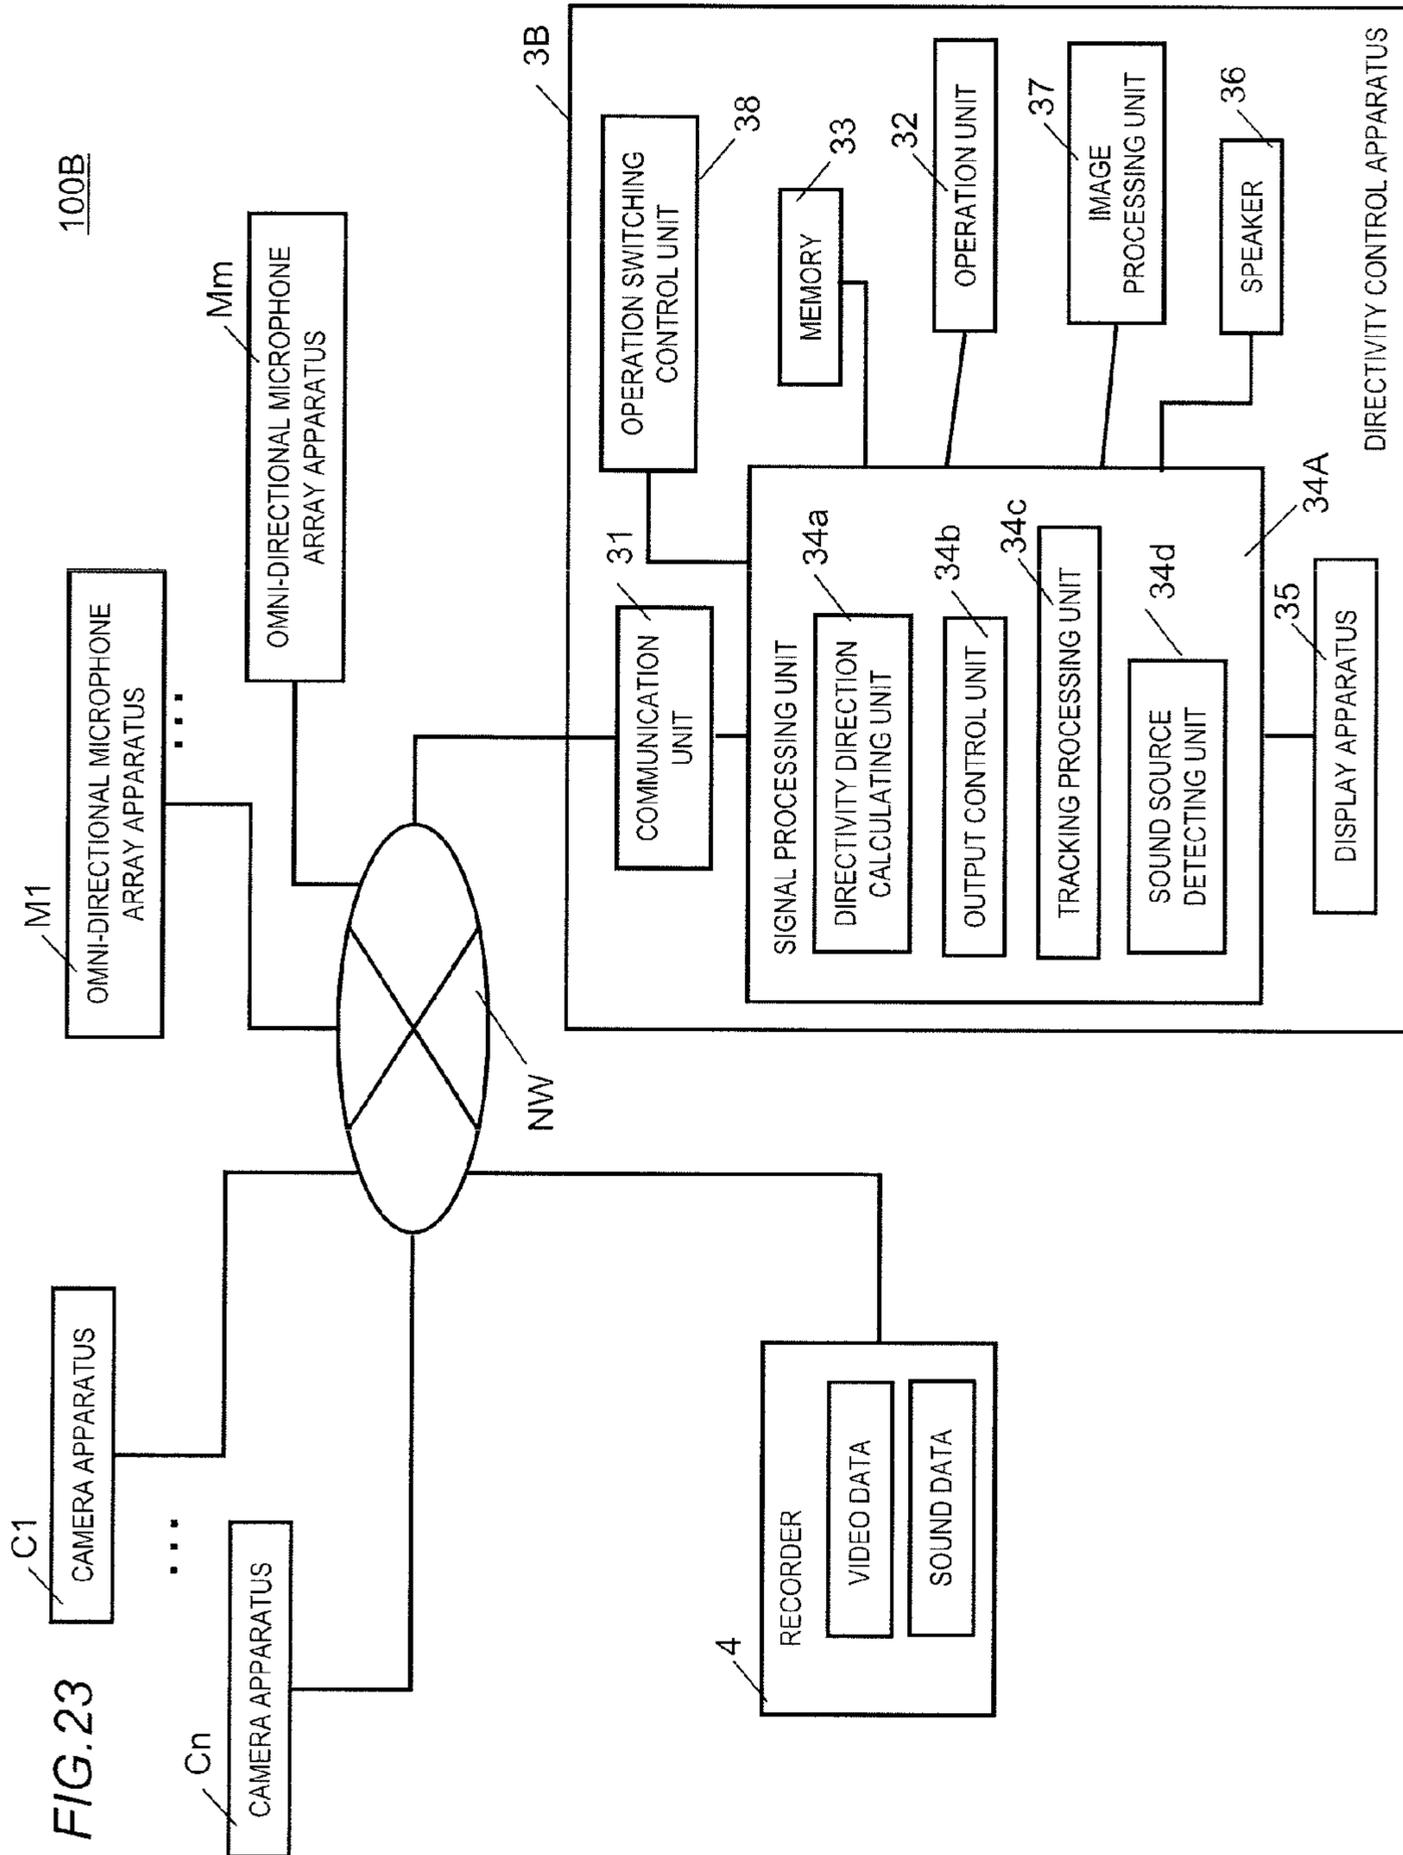 FIG.23
100B
C1
CAMERA APPARATUS
...
Cn
CAMERA APPARATUS
M1
OMNI-DIRECTIONAL MICROPHONE
ARRAY APPARATUS
...
Mm
OMNI-DIRECTIONAL MICROPHONE
ARRAY APPARATUS
NW
4
RECORDER
VIDEO DATA
SOUND DATA
3B
31
COMMUNICATION
UNIT
OPERATION SWITCHING
CONTROL UNIT
38
SIGNAL PROCESSING UNIT
34a
DIRECTIVITY DIRECTION
CALCULATING UNIT
34b
OUTPUT CONTROL UNIT
34c
TRACKING PROCESSING UNIT
34d
SOUND SOURCE
DETECTING UNIT
34A
MEMORY
33
32
OPERATION UNIT
37
IMAGE
PROCESSING UNIT
36
SPEAKER
35
DISPLAY APPARATUS
DIRECTIVITY CONTROL APPARATUS